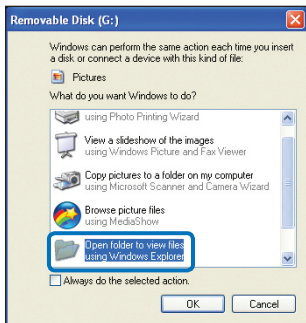 Removable Disk (G:)
Windows can perform the same action each time you insert
a disk or connect a device with this kind of file:
Pictures
What do you want Windows to do?
using Photo Printing Wizard
View a slideshow of the images
using Windows Picture and Fax Viewer
Copy pictures to a folder on my computer
using Microsoft Scanner and Camera Wizard
Browse picture files
using MediaShow
Open folder to view files
using Windows Explorer
Always do the selected action.
OK Cancel